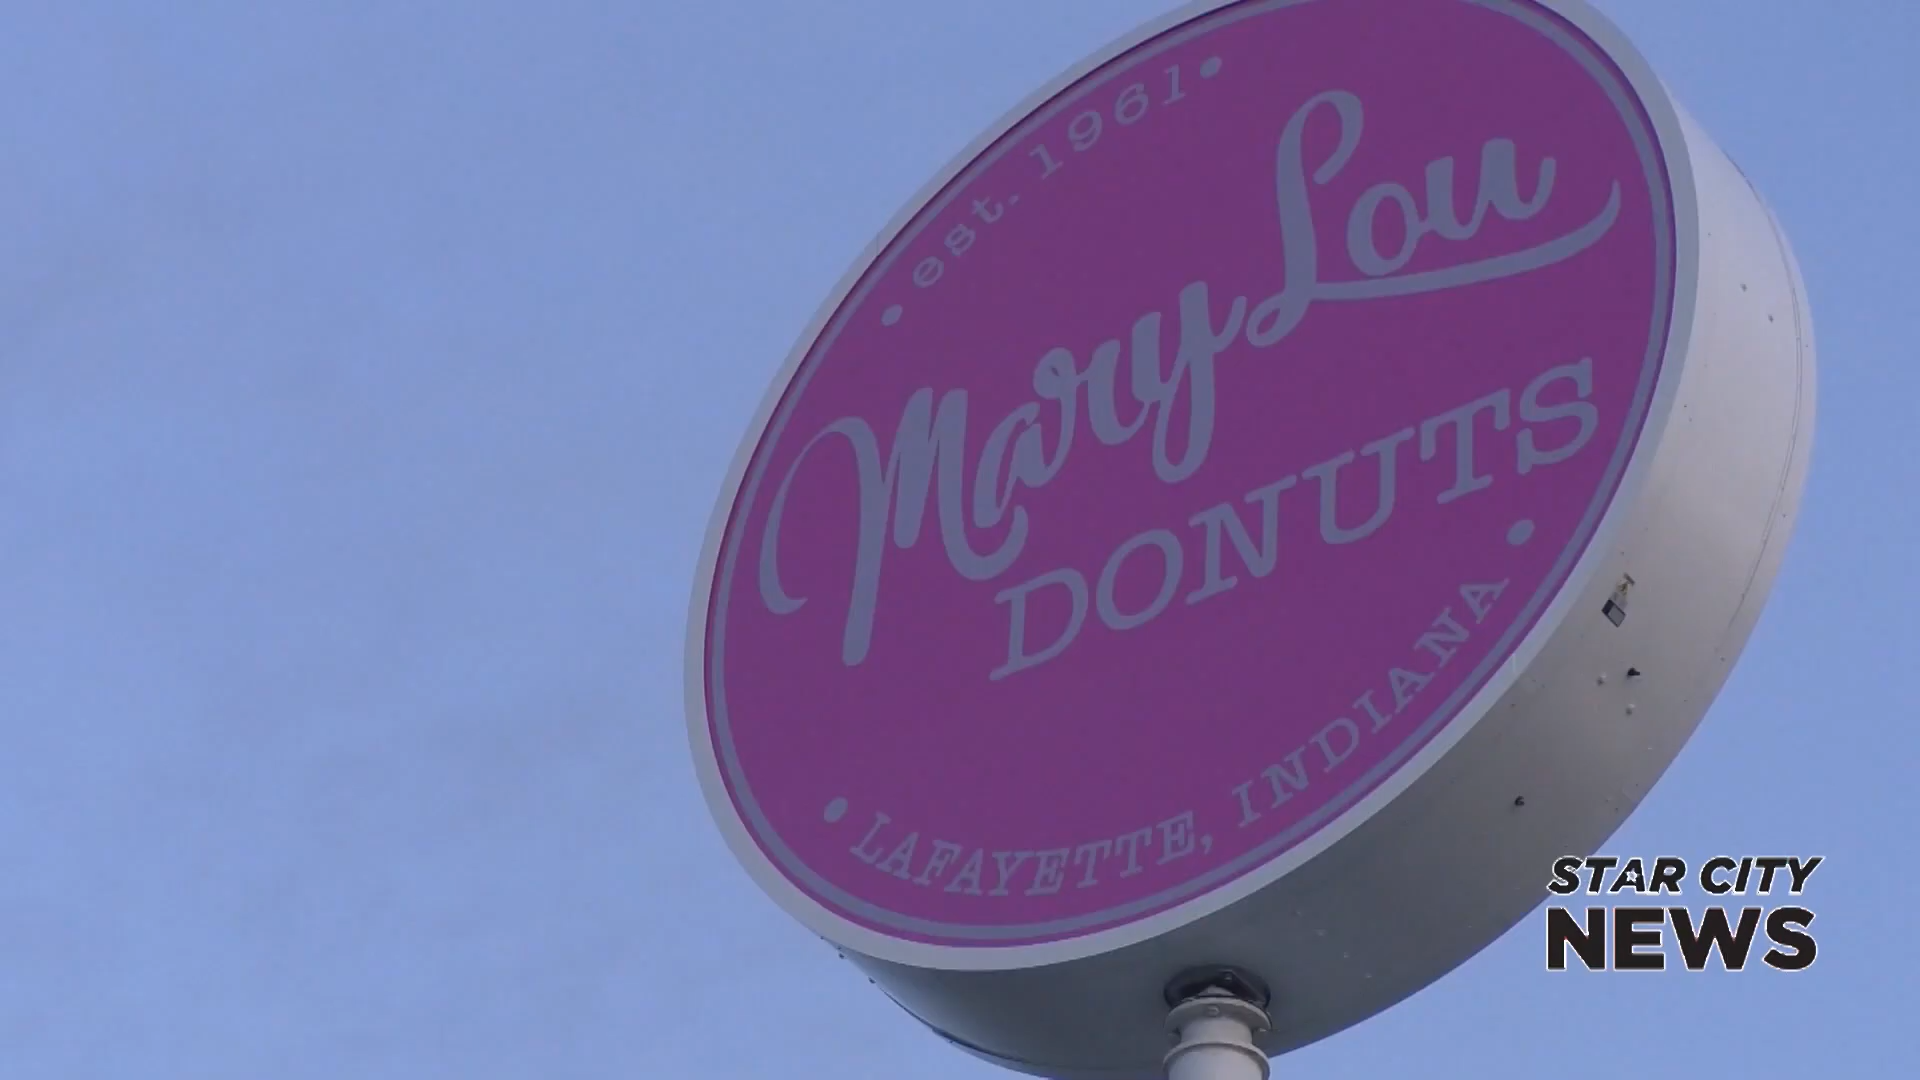 • est. 1961 •
Mary Lou
DONUTS
• LAFAYETTE, INDIANA •
STAR CITY
NEWS